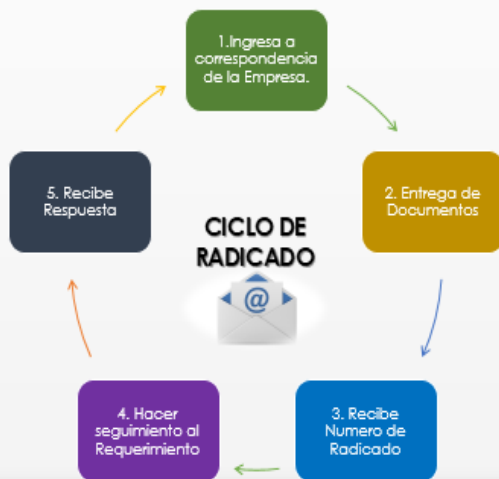 1.Ingresa a
correspondencia
de la Empresa.
2. Entrega de
Documentos
3. Recibe
Numero de
Radicado
4. Hacer
seguimiento al
Requerimiento
5. Recibe
Respuesta
CICLO DE
RADICADO
@